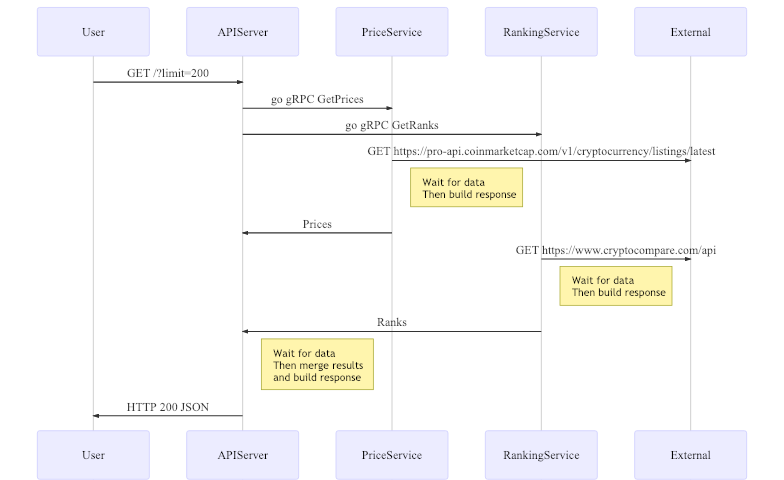 User
APIServer
PriceService
RankingService
External
GET /?limit=200
go gRPC GetPrices
go gRPC GetRanks
GET https://pro-api.coinmarketcap.com/v1/cryptocurrency/listings/latest
Wait for data
Then build response
Prices
GET https://www.cryptocompare.com/api
Wait for data
Then build response
Ranks
Wait for data
Then merge results
and build response
HTTP 200 JSON
User
APIServer
PriceService
RankingService
External